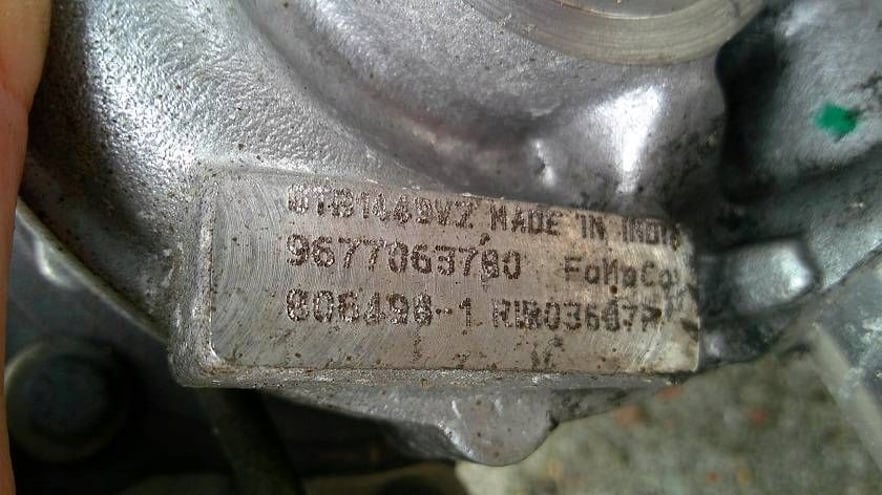 GTB1449VZ MADE IN INDIA
9677063780 FoMoCo
806498-1